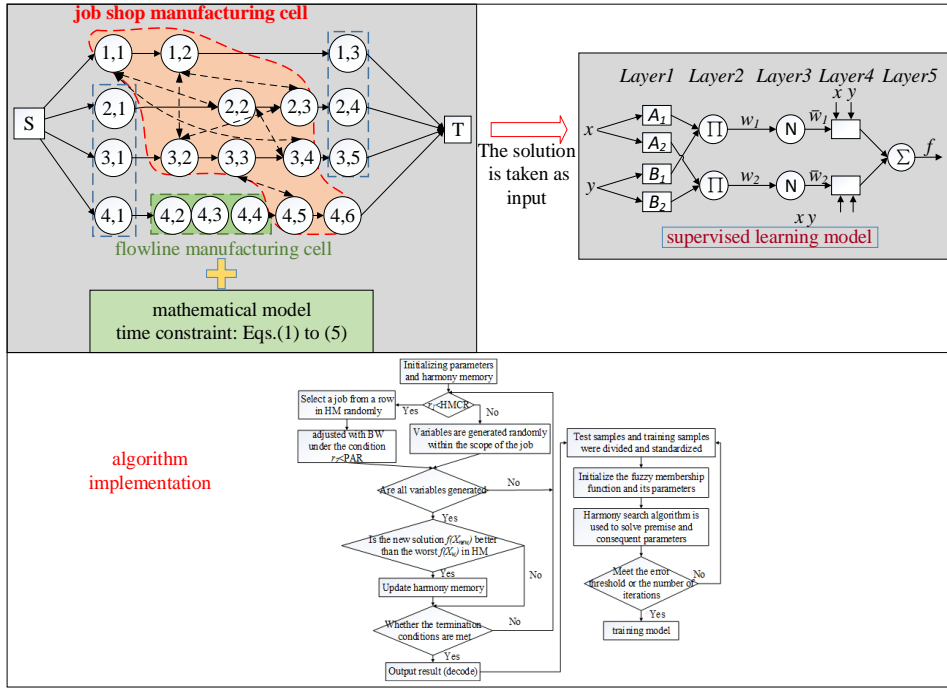 job shop manufacturing cell
1,1
1,2
1,3
S
2,1
2,2
2,3
2,4
T
3,1
3,2
3,3
3,4
3,5
4,1
4,2
4,3
4,4
4,5
4,6
flowline manufacturing cell
mathematical model
time constraint: Eqs.(1) to (5)
The solution
is taken as
input
Layer1 Layer2 Layer3 Layer4 Layer5
x y
x
A1
A2
y
B1
B2
∏
w1
N
w̄1
∏
w2
N
w̄2
Σ
f
x y
supervised learning model
algorithm
implementation
Initializing parameters
and harmony memory
r1<HMCR
Yes
No
Select a job from a row
in HM randomly
adjusted with BW
under the condition
r2<PAR
Variables are generated randomly
within the scope of the job
Are all variables generated
No
Yes
Is the new solution f(Xnew) better
than the worst f(Xw) in HM
Yes
No
Update harmony memory
Whether the termination
conditions are met
No
Yes
Output result (decode)
Test samples and training samples
were divided and standardized
Initialize the fuzzy membership
function and its parameters
Harmony search algorithm is
used to solve premise and
consequent parameters
Meet the error
threshold or the number of
iterations
No
Yes
training model